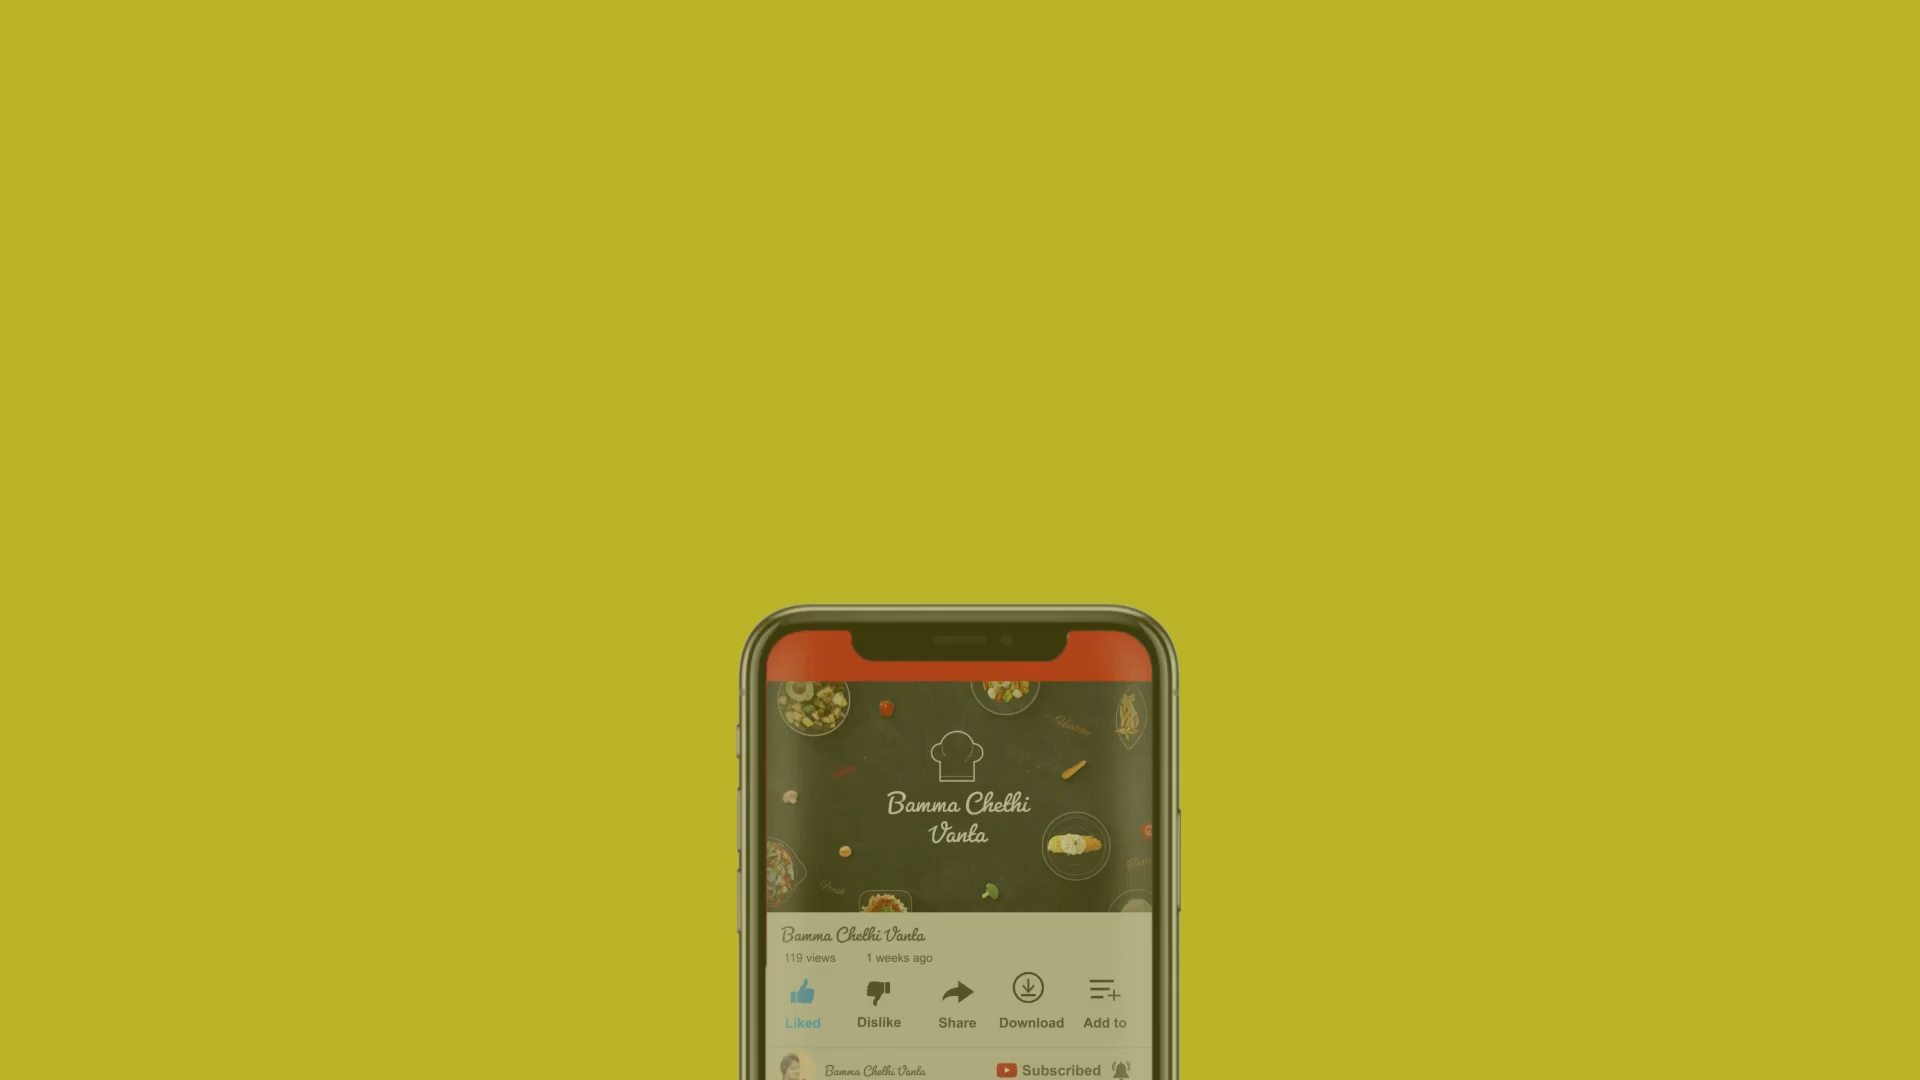 Healthy
Bamma Chethi
Vanta
Bamma Chethi Vanta
119 views 1 weeks ago
Liked Dislike Share Download Add to
Bamma Chethi Vanta Subscribed